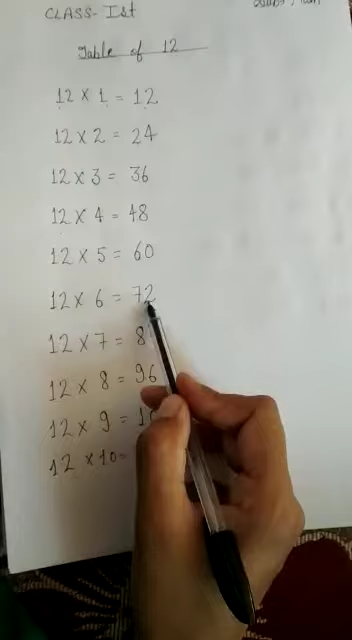 CLASS- Ist
Table of 12
12 × 1 = 12
12 × 2 = 24
12 × 3 = 36
12 × 4 = 48
12 × 5 = 60
12 × 6 = 72
12 × 7 = 8
12 × 8 = 96
12 × 9 = 1
12 × 10 =